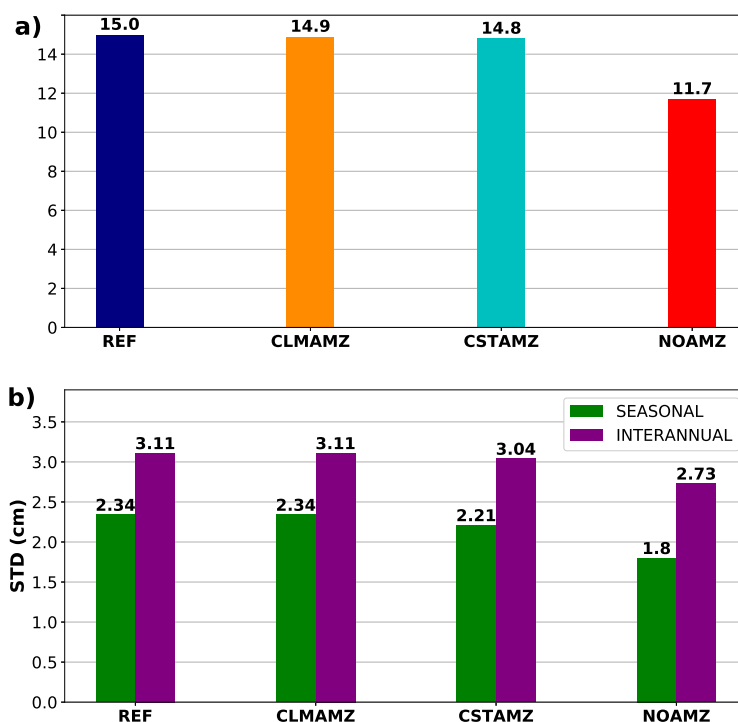 a)
15.0
14.9
14.8
11.7
14
12
10
8
6
4
2
0
REF CLMAMZ CSTAMZ NOAMZ
b)
SEASONAL
INTERANNUAL
STD (cm)
3.5
3.0
2.5
2.0
1.5
1.0
0.5
0.0
2.34 3.11 2.34 3.11 2.21 3.04 1.8 2.73
REF CLMAMZ CSTAMZ NOAMZ